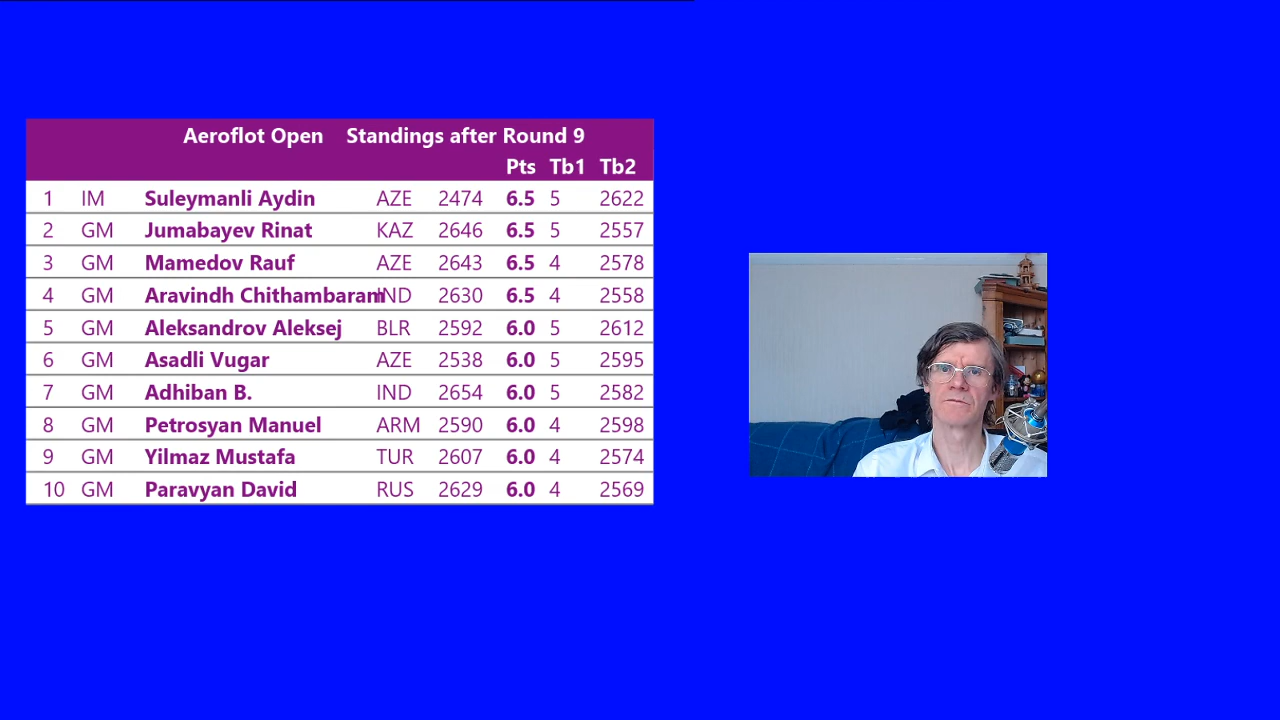 Aeroflot Open Standings after Round 9
Pts Tb1 Tb2
1 IM Suleymanli Aydin AZE 2474 6.5 5 2622
2 GM Jumabayev Rinat KAZ 2646 6.5 5 2557
3 GM Mamedov Rauf AZE 2643 6.5 4 2578
4 GM Aravindh Chithambaram IND 2630 6.5 4 2558
5 GM Aleksandrov Aleksej BLR 2592 6.0 5 2612
6 GM Asadli Vugar AZE 2538 6.0 5 2595
7 GM Adhiban B. IND 2654 6.0 5 2582
8 GM Petrosyan Manuel ARM 2590 6.0 4 2598
9 GM Yilmaz Mustafa TUR 2607 6.0 4 2574
10 GM Paravyan David RUS 2629 6.0 4 2569